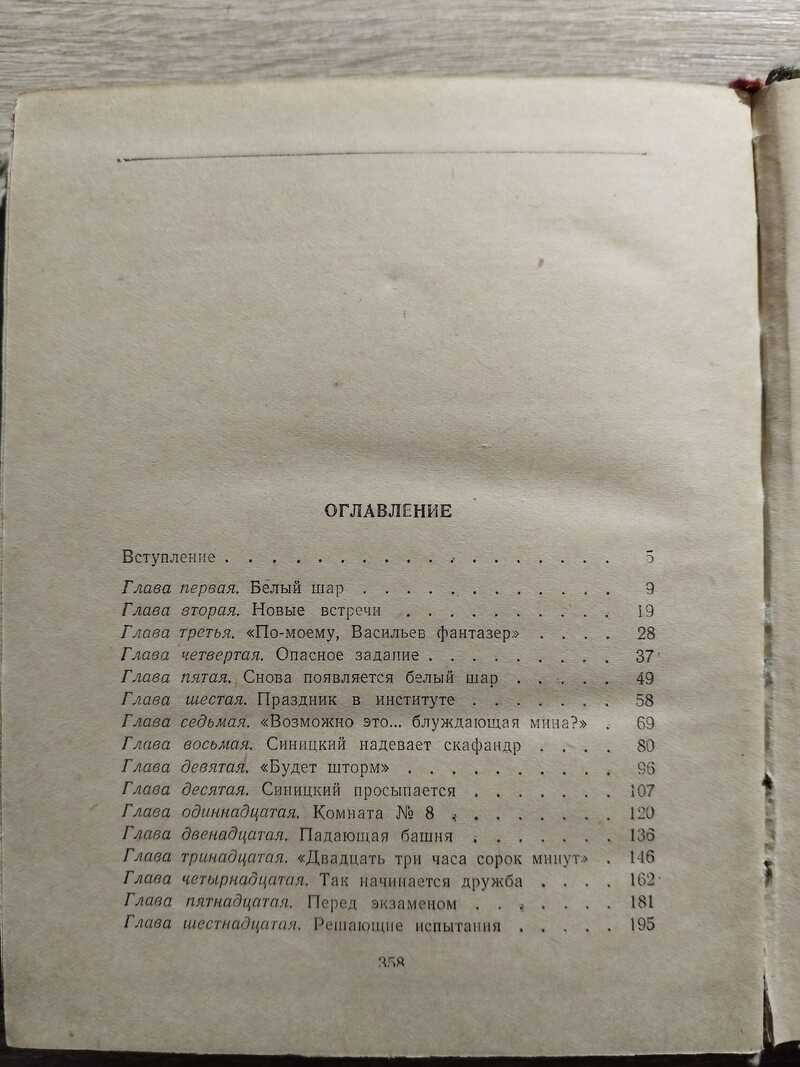 ОГЛАВЛЕНИЕ
Вступление . . . . . . . . . . . . . . . . . . 5
Глава первая. Белый шар . . . . . . . . . . . . 9
Глава вторая. Новые встречи . . . . . . . . . . 19
Глава третья. «По-моему, Васильев фантазер» . . . . 28
Глава четвертая. Опасное задание . . . . . . . . . 37
Глава пятая. Снова появляется белый шар . . . . . 49
Глава шестая. Праздник в институте . . . . . . . 58
Глава седьмая. «Возможно это... блуждающая мина?» . 69
Глава восьмая. Синицкий надевает скафандр . . . . 80
Глава девятая. «Будет шторм» . . . . . . . . . . 96
Глава десятая. Синицкий просыпается . . . . . . . 107
Глава одиннадцатая. Комната № 8 . . . . . . . . 120
Глава двенадцатая. Падающая башня . . . . . . . 136
Глава тринадцатая. «Двадцать три часа сорок минут» . 146
Глава четырнадцатая. Так начинается дружба . . . . 162
Глава пятнадцатая. Перед экзаменом . . . . . . . 181
Глава шестнадцатая. Решающие испытания . . . . . 195
358